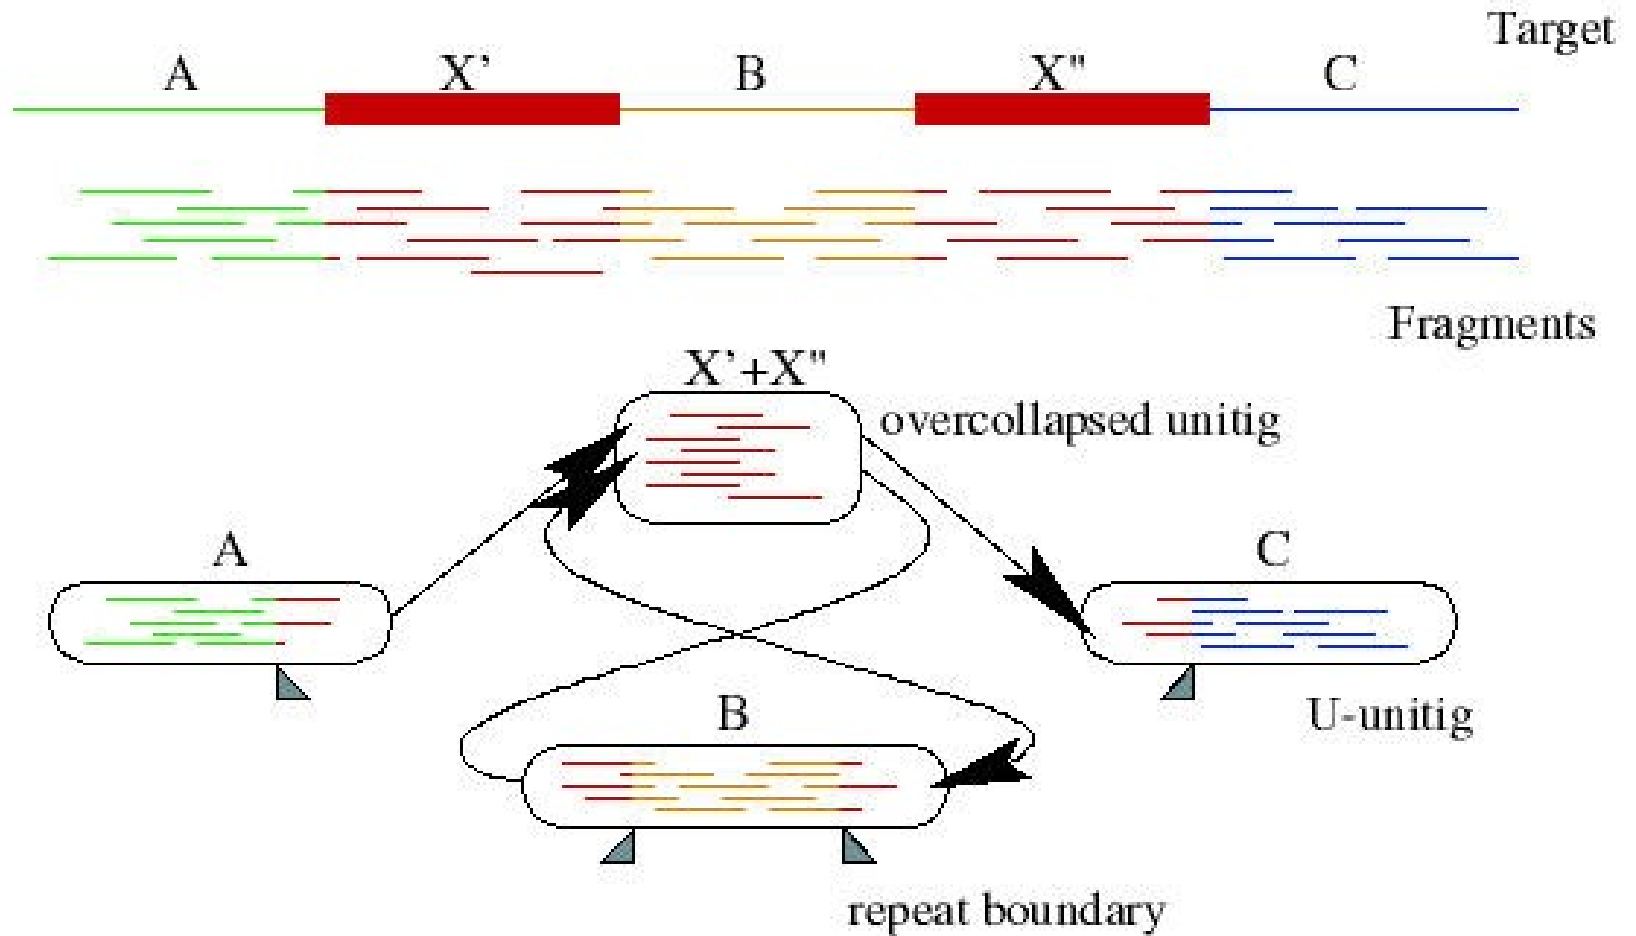 Target
A X' B X" C
Fragments
X'+X"
overcollapsed unitig
A
C
U-unitig
B
repeat boundary